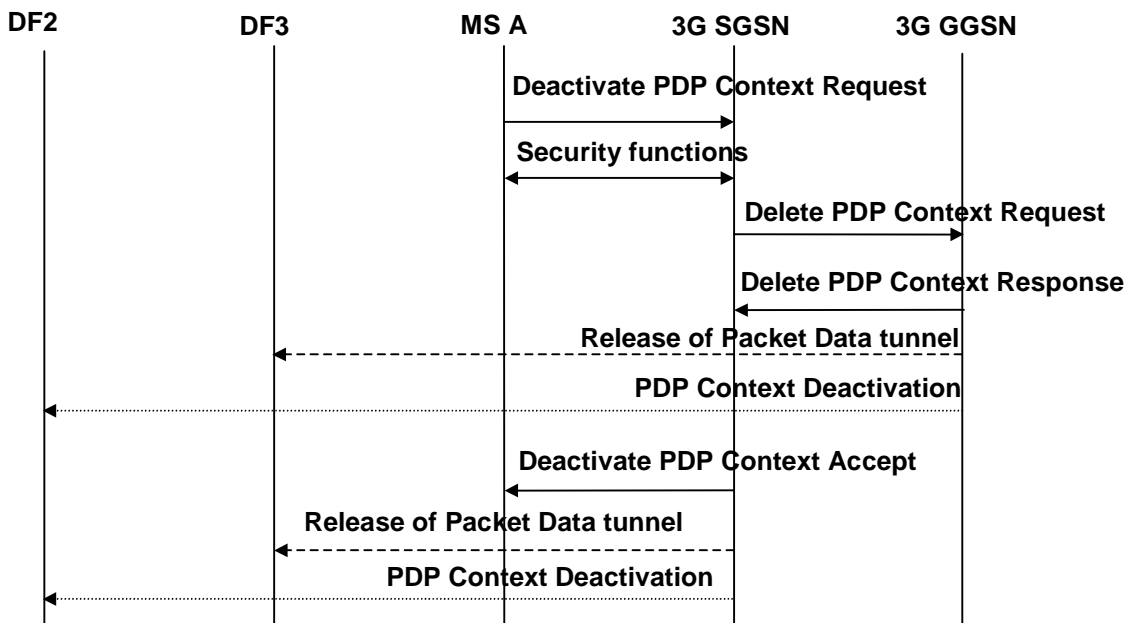 DF2 DF3 MS A 3G SGSN 3G GGSN
Deactivate PDP Context Request
Security functions
Delete PDP Context Request
Delete PDP Context Response
Release of Packet Data tunnel
PDP Context Deactivation
Deactivate PDP Context Accept
Release of Packet Data tunnel
PDP Context Deactivation